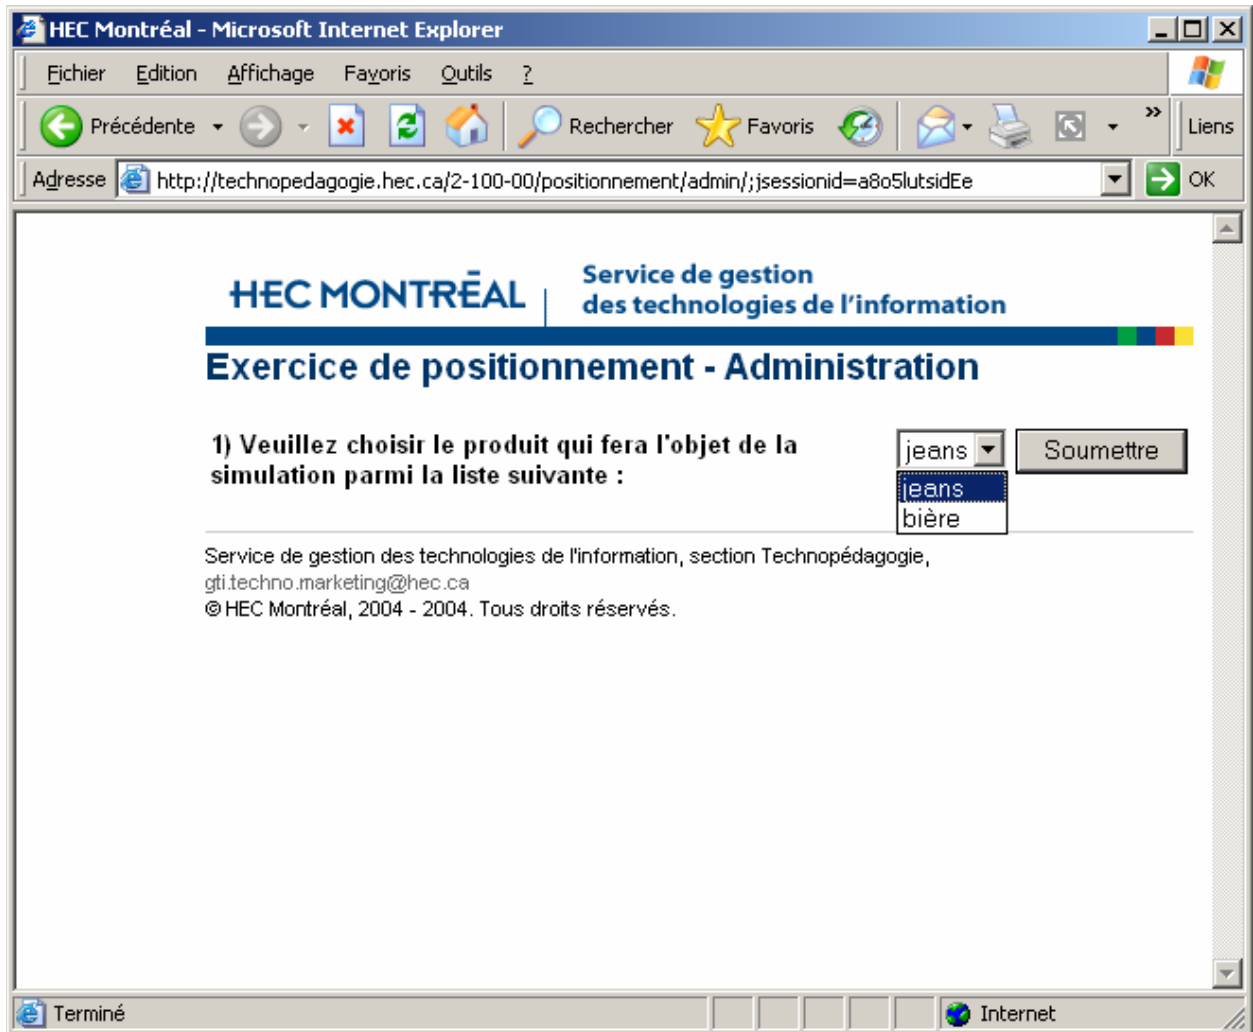 HEC Montréal - Microsoft Internet Explorer
Fichier Edition Affichage Favoris Outils ?
Précédente Rechercher Favoris » Liens
Adresse http://technopedagogie.hec.ca/2-100-00/positionnement/admin/;jsessionid=a8o5lutsidEe OK
HEC MONTRĒAL Service de gestion
des technologies de l'information
Exercice de positionnement - Administration
1) Veuillez choisir le produit qui fera l'objet de la
simulation parmi la liste suivante :
jeans Soumettre
jeans
bière
Service de gestion des technologies de l'information, section Technopédagogie,
gti.techno.marketing@hec.ca
© HEC Montréal, 2004 - 2004. Tous droits réservés.
Terminé Internet